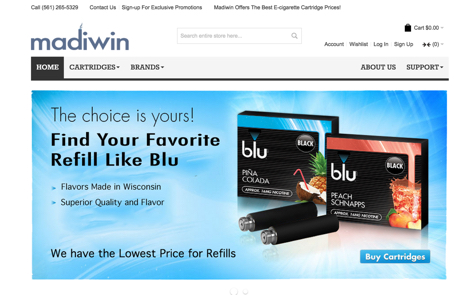 Call (561) 265-5329 Contact Us Sign-up For Exclusive Promotions Madiwin Offers The Best E-cigarette Cartridge Prices!
madiwin
Search entire store here...
Cart $0.00
Account Wishlist Log In Sign Up (0)
HOME CARTRIDGES BRANDS ABOUT US SUPPORT
The choice is yours!
Find Your Favorite
Refill Like Blu
Flavors Made in Wisconsin
Superior Quality and Flavor
We have the Lowest Price for Refills
blu
BLACK
PIÑA
COLADA
APPROX. 16MG NICOTINE
blu
BLACK
PEACH
SCHNAPPS
APPROX. 16MG NICOTINE
Buy Cartridges